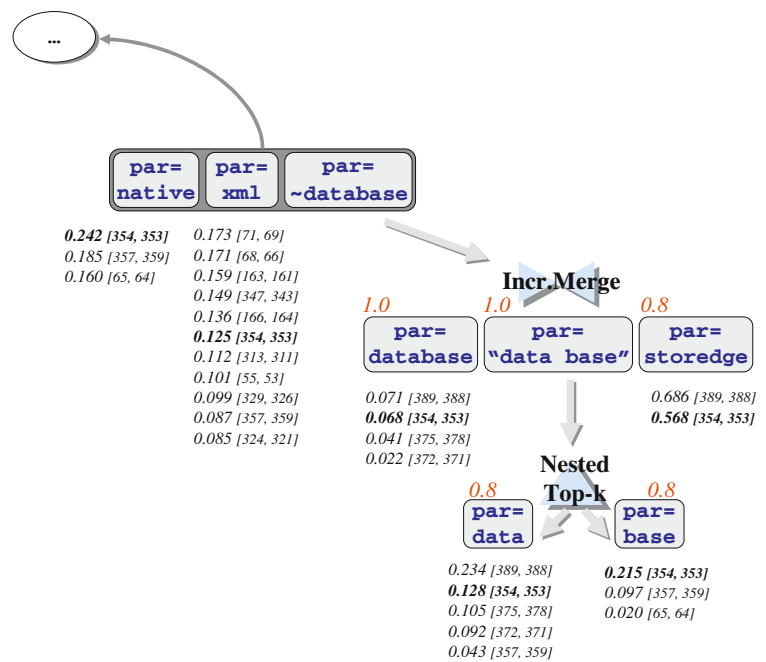 ...
par= par= par=
native xml ~database
0.242 [354, 353]
0.185 [357, 359]
0.160 [65, 64]
0.173 [71, 69]
0.171 [68, 66]
0.159 [163, 161]
0.149 [347, 343]
0.136 [166, 164]
0.125 [354, 353]
0.112 [313, 311]
0.101 [55, 53]
0.099 [329, 326]
0.087 [357, 359]
0.085 [324, 321]
Incr.Merge
1.0 1.0 0.8
par= par= par=
database “data base” storedge
0.071 [389, 388]
0.068 [354, 353]
0.041 [375, 378]
0.022 [372, 371]
0.686 [389, 388]
0.568 [354, 353]
Nested
Top-k
0.8 0.8
par= par=
data base
0.234 [389, 388]
0.128 [354, 353]
0.105 [375, 378]
0.092 [372, 371]
0.043 [357, 359]
0.215 [354, 353]
0.097 [357, 359]
0.020 [65, 64]